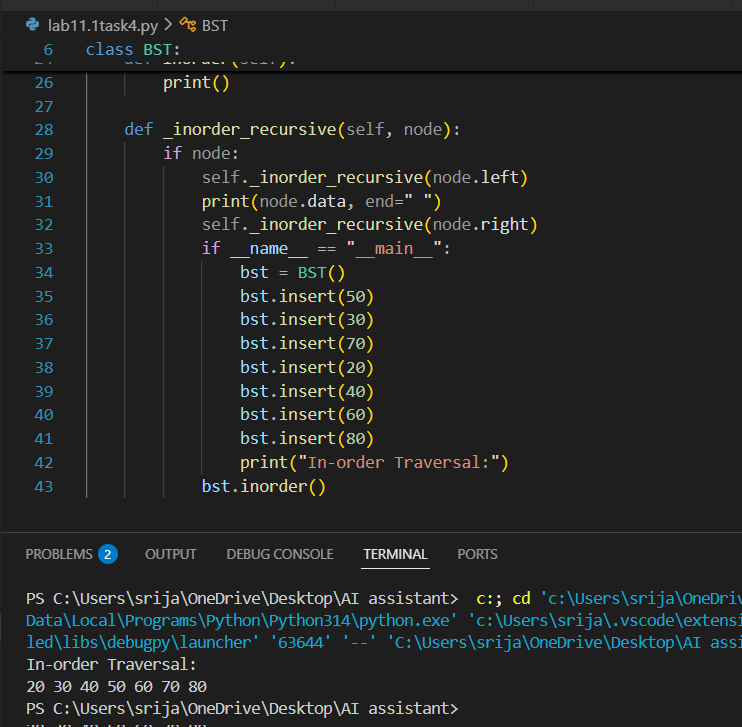 lab11.1task4.py > BST
6 class BST:
26 print()
27
28 def _inorder_recursive(self, node):
29 if node:
30 self._inorder_recursive(node.left)
31 print(node.data, end=" ")
32 self._inorder_recursive(node.right)
33 if __name__ == "__main__":
34 bst = BST()
35 bst.insert(50)
36 bst.insert(30)
37 bst.insert(70)
38 bst.insert(20)
39 bst.insert(40)
40 bst.insert(60)
41 bst.insert(80)
42 print("In-order Traversal:")
43 bst.inorder()
PROBLEMS 2 OUTPUT DEBUG CONSOLE TERMINAL PORTS
PS C:\Users\srija\OneDrive\Desktop\AI assistant> c:; cd 'c:\Users\srija\OneDriv
Data\Local\Programs\Python\Python314\python.exe' 'c:\Users\srija\.vscode\extensi
led\libs\debugpy\launcher' '63644' '--' 'C:\Users\srija\OneDrive\Desktop\AI assi
In-order Traversal:
20 30 40 50 60 70 80
PS C:\Users\srija\OneDrive\Desktop\AI assistant>